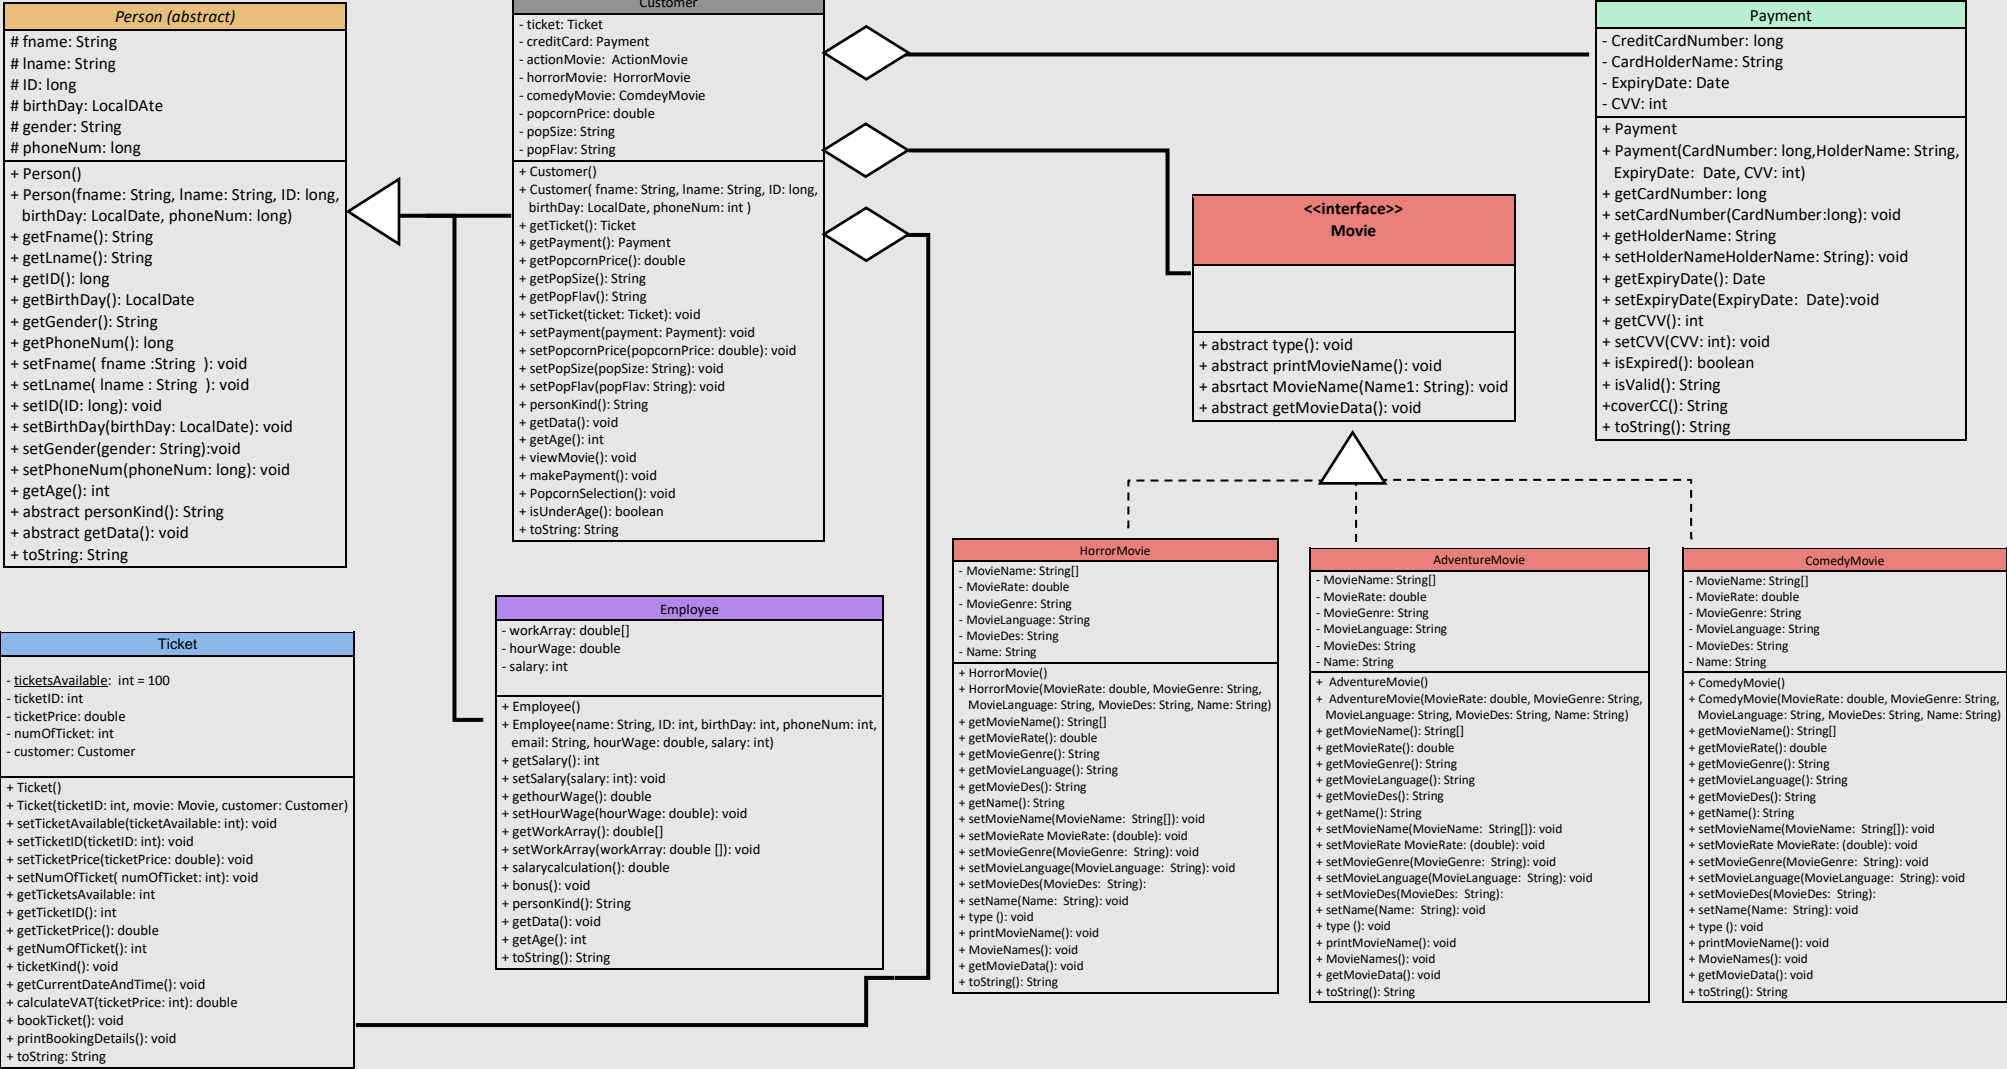 Person (abstract)
# fname: String
# lname: String
# ID: long
# birthDay: LocalDAte
# gender: String
# phoneNum: long
+ Person()
+ Person(fname: String, lname: String, ID: long,
birthDay: LocalDate, phoneNum: long)
+ getFname(): String
+ getLname(): String
+ getID(): long
+ getBirthDay(): LocalDate
+ getGender(): String
+ getPhoneNum(): long
+ setFname( fname :String ): void
+ setLname( lname : String ): void
+ setID(ID: long): void
+ setBirthDay(birthDay: LocalDate): void
+ setGender(gender: String):void
+ setPhoneNum(phoneNum: long): void
+ getAge(): int
+ abstract personKind(): String
+ abstract getData(): void
+ toString: String
Customer
- ticket: Ticket
- creditCard: Payment
- actionMovie: ActionMovie
- horrorMovie: HorrorMovie
- comedyMovie: ComdeyMovie
- popcornPrice: double
- popSize: String
- popFlav: String
+ Customer()
+ Customer( fname: String, lname: String, ID: long,
birthDay: LocalDate, phoneNum: int )
+ getTicket(): Ticket
+ getPayment(): Payment
+ getPopcornPrice(): double
+ getPopSize(): String
+ getPopFlav(): String
+ setTicket(ticket: Ticket): void
+ setPayment(payment: Payment): void
+ setPopcornPrice(popcornPrice: double): void
+ setPopSize(popSize: String): void
+ setPopFlav(popFlav: String): void
+ personKind(): String
+ getData(): void
+ getAge(): int
+ viewMovie(): void
+ makePayment(): void
+ PopcornSelection(): void
+ isUnderAge(): boolean
+ toString: String
Payment
- CreditCardNumber: long
- CardHolderName: String
- ExpiryDate: Date
- CVV: int
+ Payment
+ Payment(CardNumber: long,HolderName: String,
ExpiryDate: Date, CVV: int)
+ getCardNumber: long
+ setCardNumber(CardNumber:long): void
+ getHolderName: String
+ setHolderNameHolderName: String): void
+ getExpiryDate(): Date
+ setExpiryDate(ExpiryDate: Date):void
+ getCVV(): int
+ setCVV(CVV: int): void
+ isExpired(): boolean
+ isValid(): String
+coverCC(): String
+ toString(): String
<<interface>>
Movie
+ abstract type(): void
+ abstract printMovieName(): void
+ absrtact MovieName(Name1: String): void
+ abstract getMovieData(): void
Ticket
- ticketsAvailable: int = 100
- ticketID: int
- ticketPrice: double
- numOfTicket: int
- customer: Customer
+ Ticket()
+ Ticket(ticketID: int, movie: Movie, customer: Customer)
+ setTicketAvailable(ticketAvailable: int): void
+ setTicketID(ticketID: int): void
+ setTicketPrice(ticketPrice: double): void
+ setNumOfTicket( numOfTicket: int): void
+ getTicketsAvailable: int
+ getTicketID(): int
+ getTicketPrice(): double
+ getNumOfTicket(): int
+ ticketKind(): void
+ getCurrentDateAndTime(): void
+ calculateVAT(ticketPrice: int): double
+ bookTicket(): void
+ printBookingDetails(): void
+ toString: String
Employee
- workArray: double[]
- hourWage: double
- salary: int
+ Employee()
+ Employee(name: String, ID: int, birthDay: int, phoneNum: int,
email: String, hourWage: double, salary: int)
+ getSalary(): int
+ setSalary(salary: int): void
+ gethourWage(): double
+ setHourWage(hourWage: double): void
+ getWorkArray(): double[]
+ setWorkArray(workArray: double []): void
+ salarycalculation(): double
+ bonus(): void
+ personKind(): String
+ getData(): void
+ getAge(): int
+ toString(): String
HorrorMovie
- MovieName: String[]
- MovieRate: double
- MovieGenre: String
- MovieLanguage: String
- MovieDes: String
- Name: String
+ HorrorMovie()
+ HorrorMovie(MovieRate: double, MovieGenre: String,
MovieLanguage: String, MovieDes: String, Name: String)
+ getMovieName(): String[]
+ getMovieRate(): double
+ getMovieGenre(): String
+ getMovieLanguage(): String
+ getMovieDes(): String
+ getName(): String
+ setMovieName(MovieName: String[]): void
+ setMovieRate MovieRate: (double): void
+ setMovieGenre(MovieGenre: String): void
+ setMovieLanguage(MovieLanguage: String): void
+ setMovieDes(MovieDes: String):
+ setName(Name: String): void
+ type (): void
+ printMovieName(): void
+ MovieNames(): void
+ getMovieData(): void
+ toString(): String
AdventureMovie
- MovieName: String[]
- MovieRate: double
- MovieGenre: String
- MovieLanguage: String
- MovieDes: String
- Name: String
+ AdventureMovie()
+ AdventureMovie(MovieRate: double, MovieGenre: String,
MovieLanguage: String, MovieDes: String, Name: String)
+ getMovieName(): String[]
+ getMovieRate(): double
+ getMovieGenre(): String
+ getMovieLanguage(): String
+ getMovieDes(): String
+ getName(): String
+ setMovieName(MovieName: String[]): void
+ setMovieRate MovieRate: (double): void
+ setMovieGenre(MovieGenre: String): void
+ setMovieLanguage(MovieLanguage: String): void
+ setMovieDes(MovieDes: String):
+ setName(Name: String): void
+ type (): void
+ printMovieName(): void
+ MovieNames(): void
+ getMovieData(): void
+ toString(): String
ComedyMovie
- MovieName: String[]
- MovieRate: double
- MovieGenre: String
- MovieLanguage: String
- MovieDes: String
- Name: String
+ ComedyMovie()
+ ComedyMovie(MovieRate: double, MovieGenre: String,
MovieLanguage: String, MovieDes: String, Name: String)
+ getMovieName(): String[]
+ getMovieRate(): double
+ getMovieGenre(): String
+ getMovieLanguage(): String
+ getMovieDes(): String
+ getName(): String
+ setMovieName(MovieName: String[]): void
+ setMovieRate MovieRate: (double): void
+ setMovieGenre(MovieGenre: String): void
+ setMovieLanguage(MovieLanguage: String): void
+ setMovieDes(MovieDes: String):
+ setName(Name: String): void
+ type (): void
+ printMovieName(): void
+ MovieNames(): void
+ getMovieData(): void
+ toString(): String